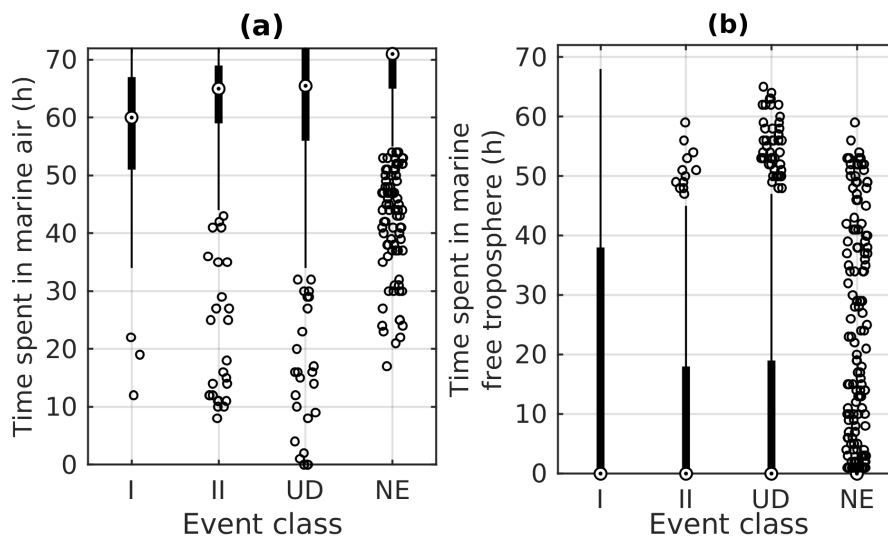 (a)
Time spent in marine air (h)
70
60
50
40
30
20
10
0
I II UD NE
Event class
(b)
Time spent in marine
free troposphere (h)
70
60
50
40
30
20
10
0
I II UD NE
Event class